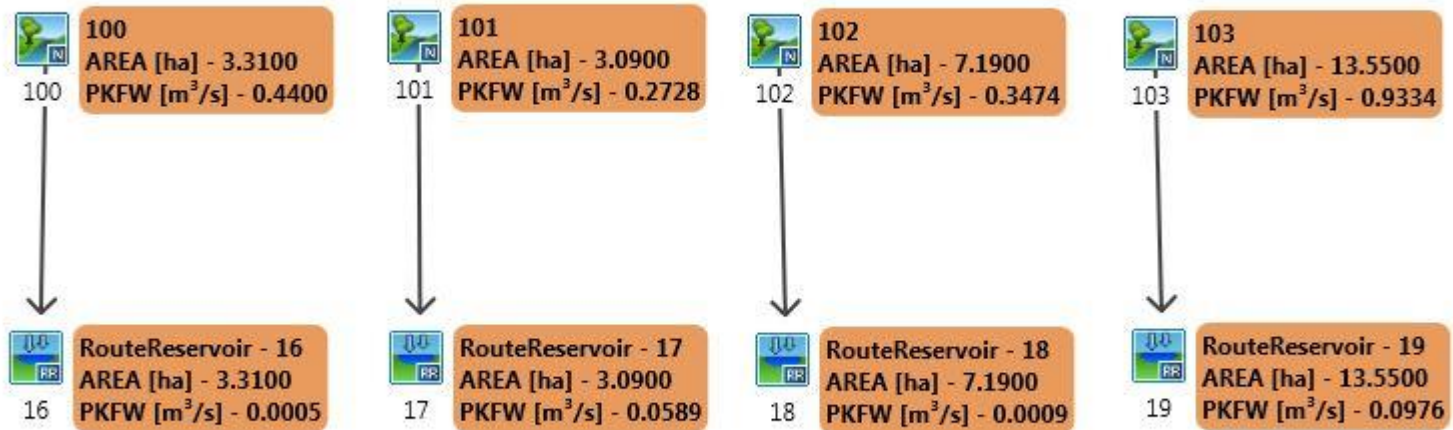 100
AREA [ha] - 3.3100
PKFW [m³/s] - 0.4400
N
100
101
AREA [ha] - 3.0900
PKFW [m³/s] - 0.2728
N
101
102
AREA [ha] - 7.1900
PKFW [m³/s] - 0.3474
N
102
103
AREA [ha] - 13.5500
PKFW [m³/s] - 0.9334
N
103
RouteReservoir - 16
AREA [ha] - 3.3100
PKFW [m³/s] - 0.0005
RR
16
RouteReservoir - 17
AREA [ha] - 3.0900
PKFW [m³/s] - 0.0589
RR
17
RouteReservoir - 18
AREA [ha] - 7.1900
PKFW [m³/s] - 0.0009
RR
18
RouteReservoir - 19
AREA [ha] - 13.5500
PKFW [m³/s] - 0.0976
RR
19